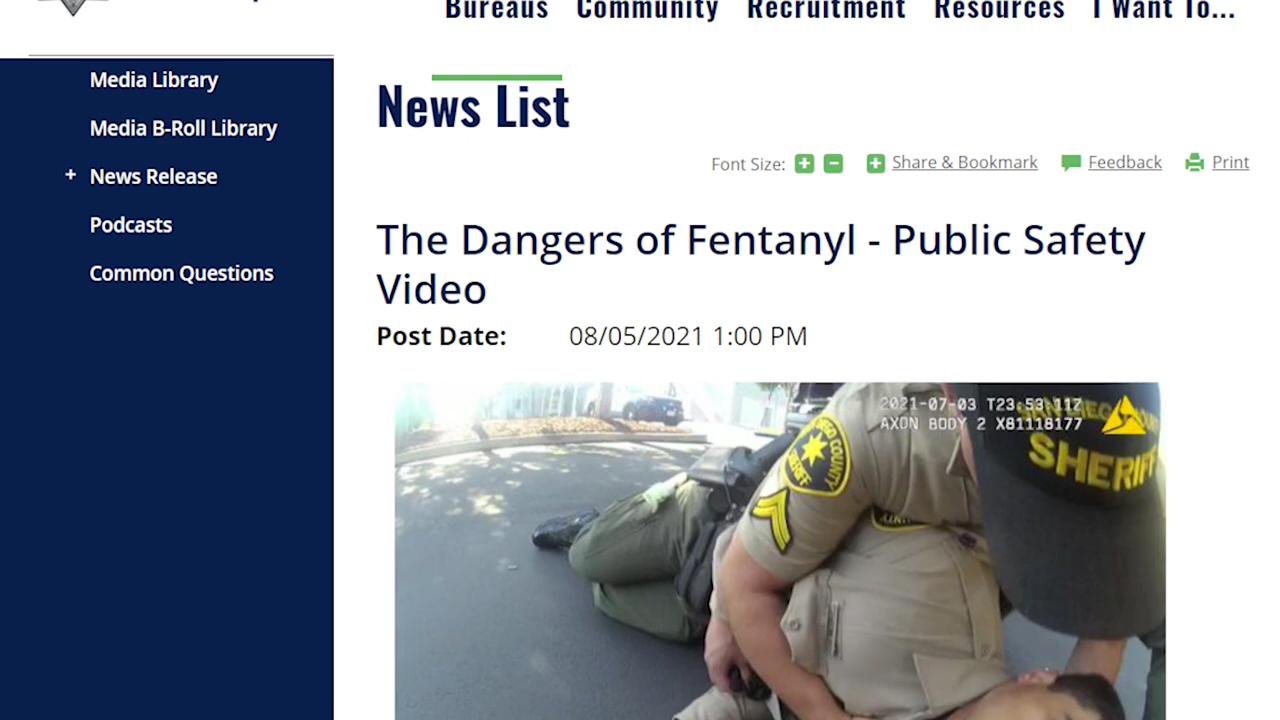 Bureaus Community Recruitment Resources I Want To...
Media Library
Media B-Roll Library
+ News Release
Podcasts
Common Questions
News List
Font Size: + - + Share & Bookmark Feedback Print
The Dangers of Fentanyl - Public Safety
Video
Post Date: 08/05/2021 1:00 PM
2021-07-03 T23:53:11Z
AXON BODY 2 X81118177
SHERIFF
COUNTY
SHERIFF